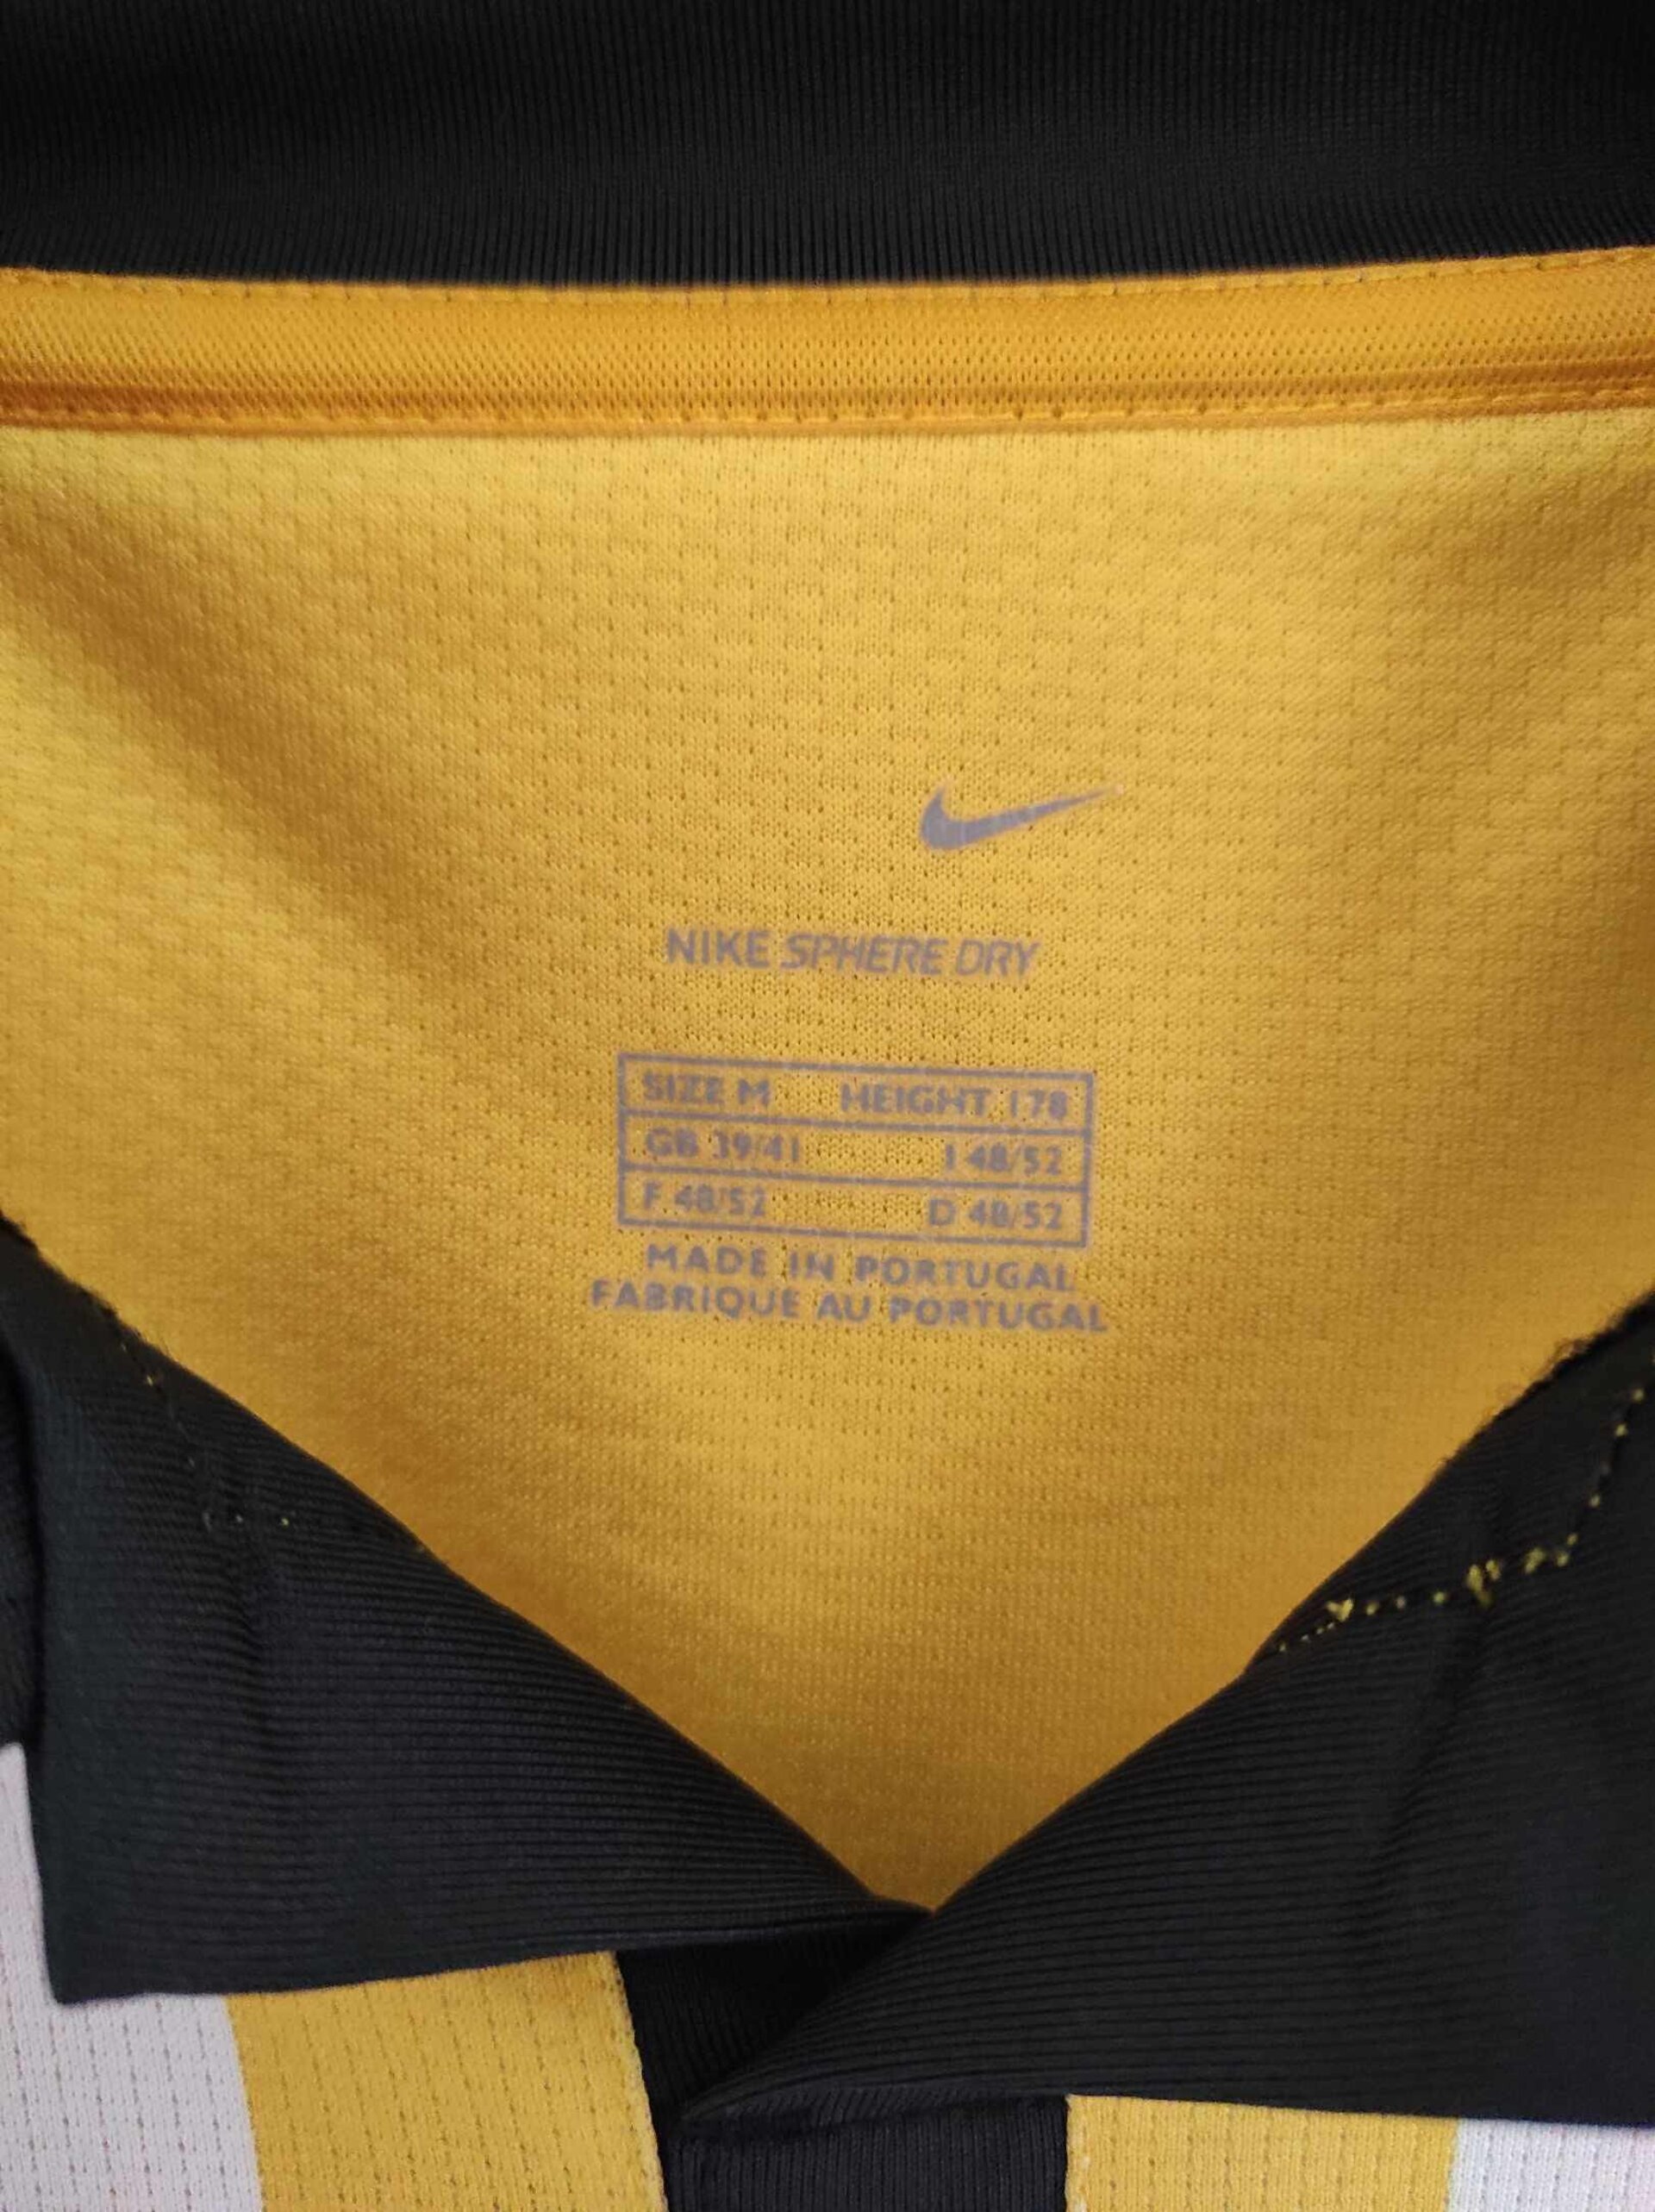 NIKE SPHERE DRY
SIZE M HEIGHT 178
GB 39/41 I 48/52
F 48/52 D 48/52
MADE IN PORTUGAL
FABRIQUE AU PORTUGAL